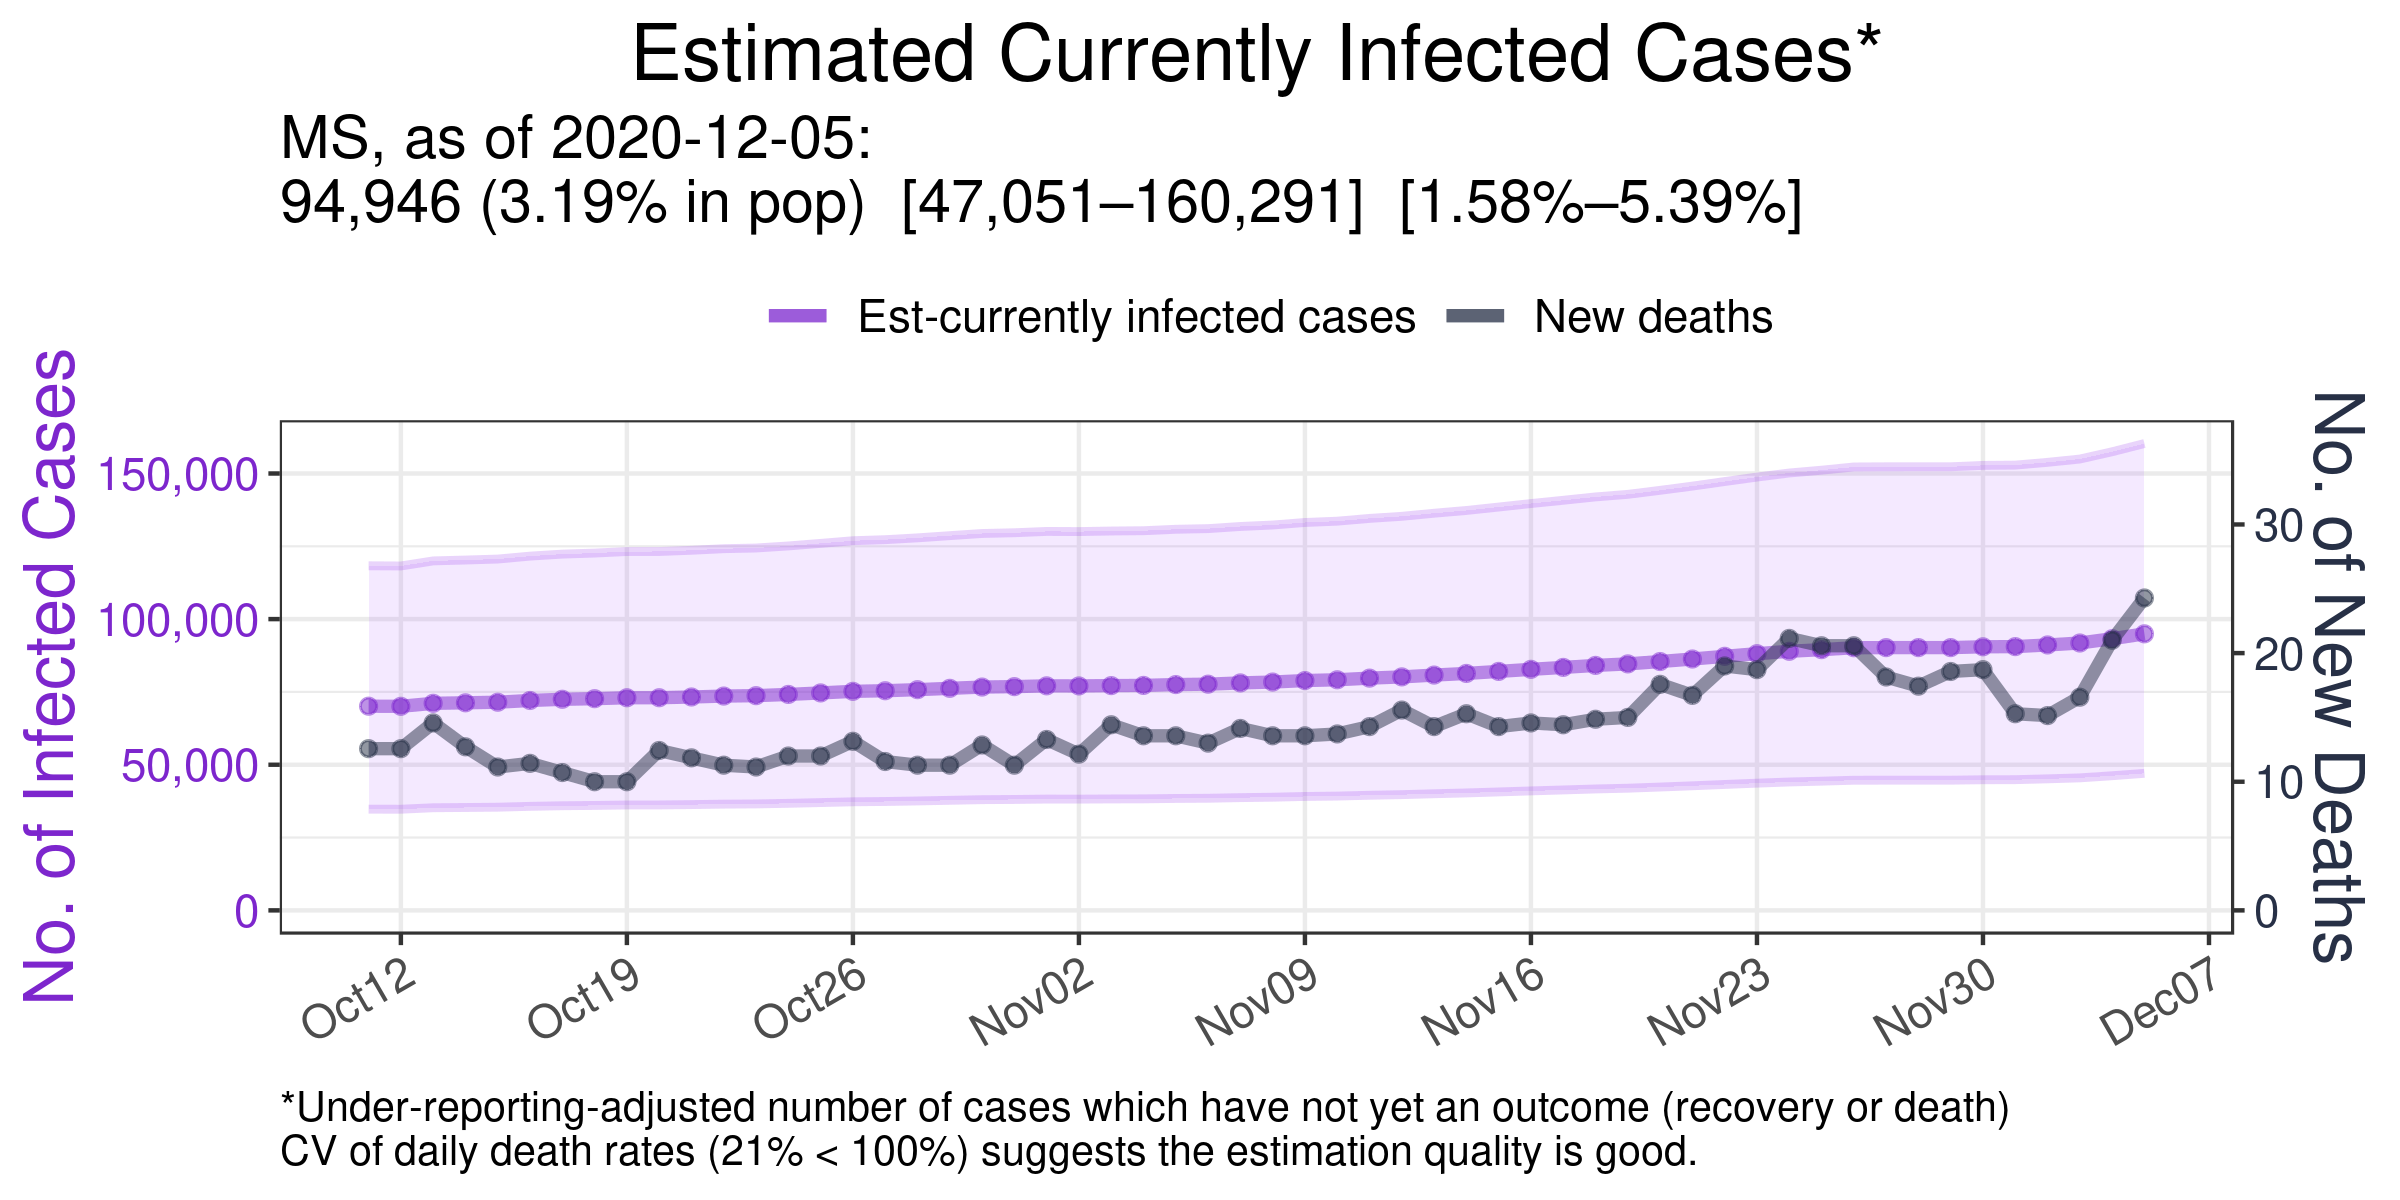 Estimated Currently Infected Cases*
MS, as of 2020-12-05:
94,946 (3.19% in pop)  [47,051–160,291]  [1.58%–5.39%]
Est-currently infected cases
New deaths
No. of Infected Cases
150,000
100,000
50,000
0
No. of New Deaths
30
20
10
0
Oct12
Oct19
Oct26
Nov02
Nov09
Nov16
Nov23
Nov30
Dec07
*Under-reporting-adjusted number of cases which have not yet an outcome (recovery or death)
CV of daily death rates (21% < 100%) suggests the estimation quality is good.